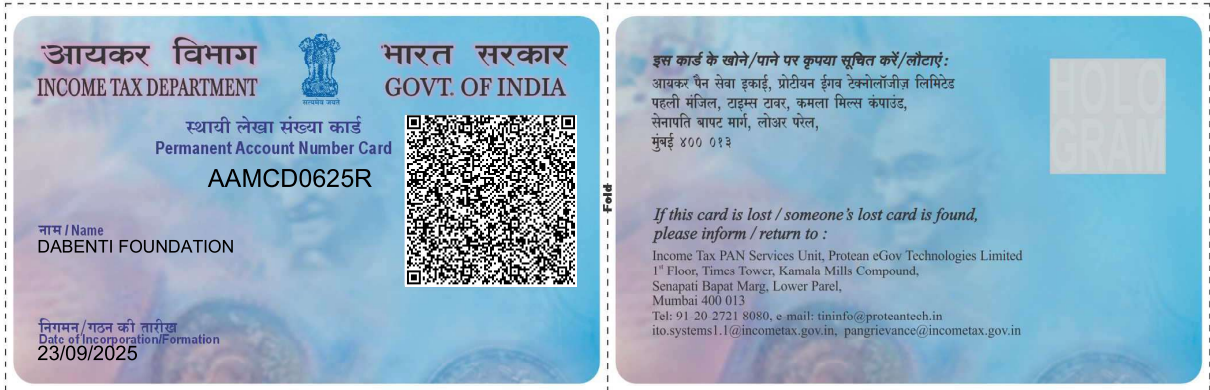 आयकर विभाग
INCOME TAX DEPARTMENT
सत्यमेव जयते
भारत सरकार
GOVT. OF INDIA
स्थायी लेखा संख्या कार्ड
Permanent Account Number Card
AAMCD0625R
नाम / Name
DABENTI FOUNDATION
निगमन/गठन की तारीख
Date of Incorporation/Formation
23/09/2025
Fold
इस कार्ड के खोने/पाने पर कृपया सूचित करें/लौटाएं :
आयकर पैन सेवा इकाई, प्रोटीयन ईगव टेक्नोलॉजीज़ लिमिटेड
पहली मंजिल, टाइम्स टावर, कमला मिल्स कंपाउंड,
सेनापति बापट मार्ग, लोअर परेल,
मुंबई ४०० ०१३
HOLO
GRAM
If this card is lost / someone's lost card is found,
please inform / return to :
Income Tax PAN Services Unit, Protean eGov Technologies Limited
1st Floor, Times Tower, Kamala Mills Compound,
Senapati Bapat Marg, Lower Parel,
Mumbai 400 013
Tel: 91 20 2721 8080, e-mail: tininfo@proteantech.in
ito.systems1.1@incometax.gov.in, pangrievance@incometax.gov.in